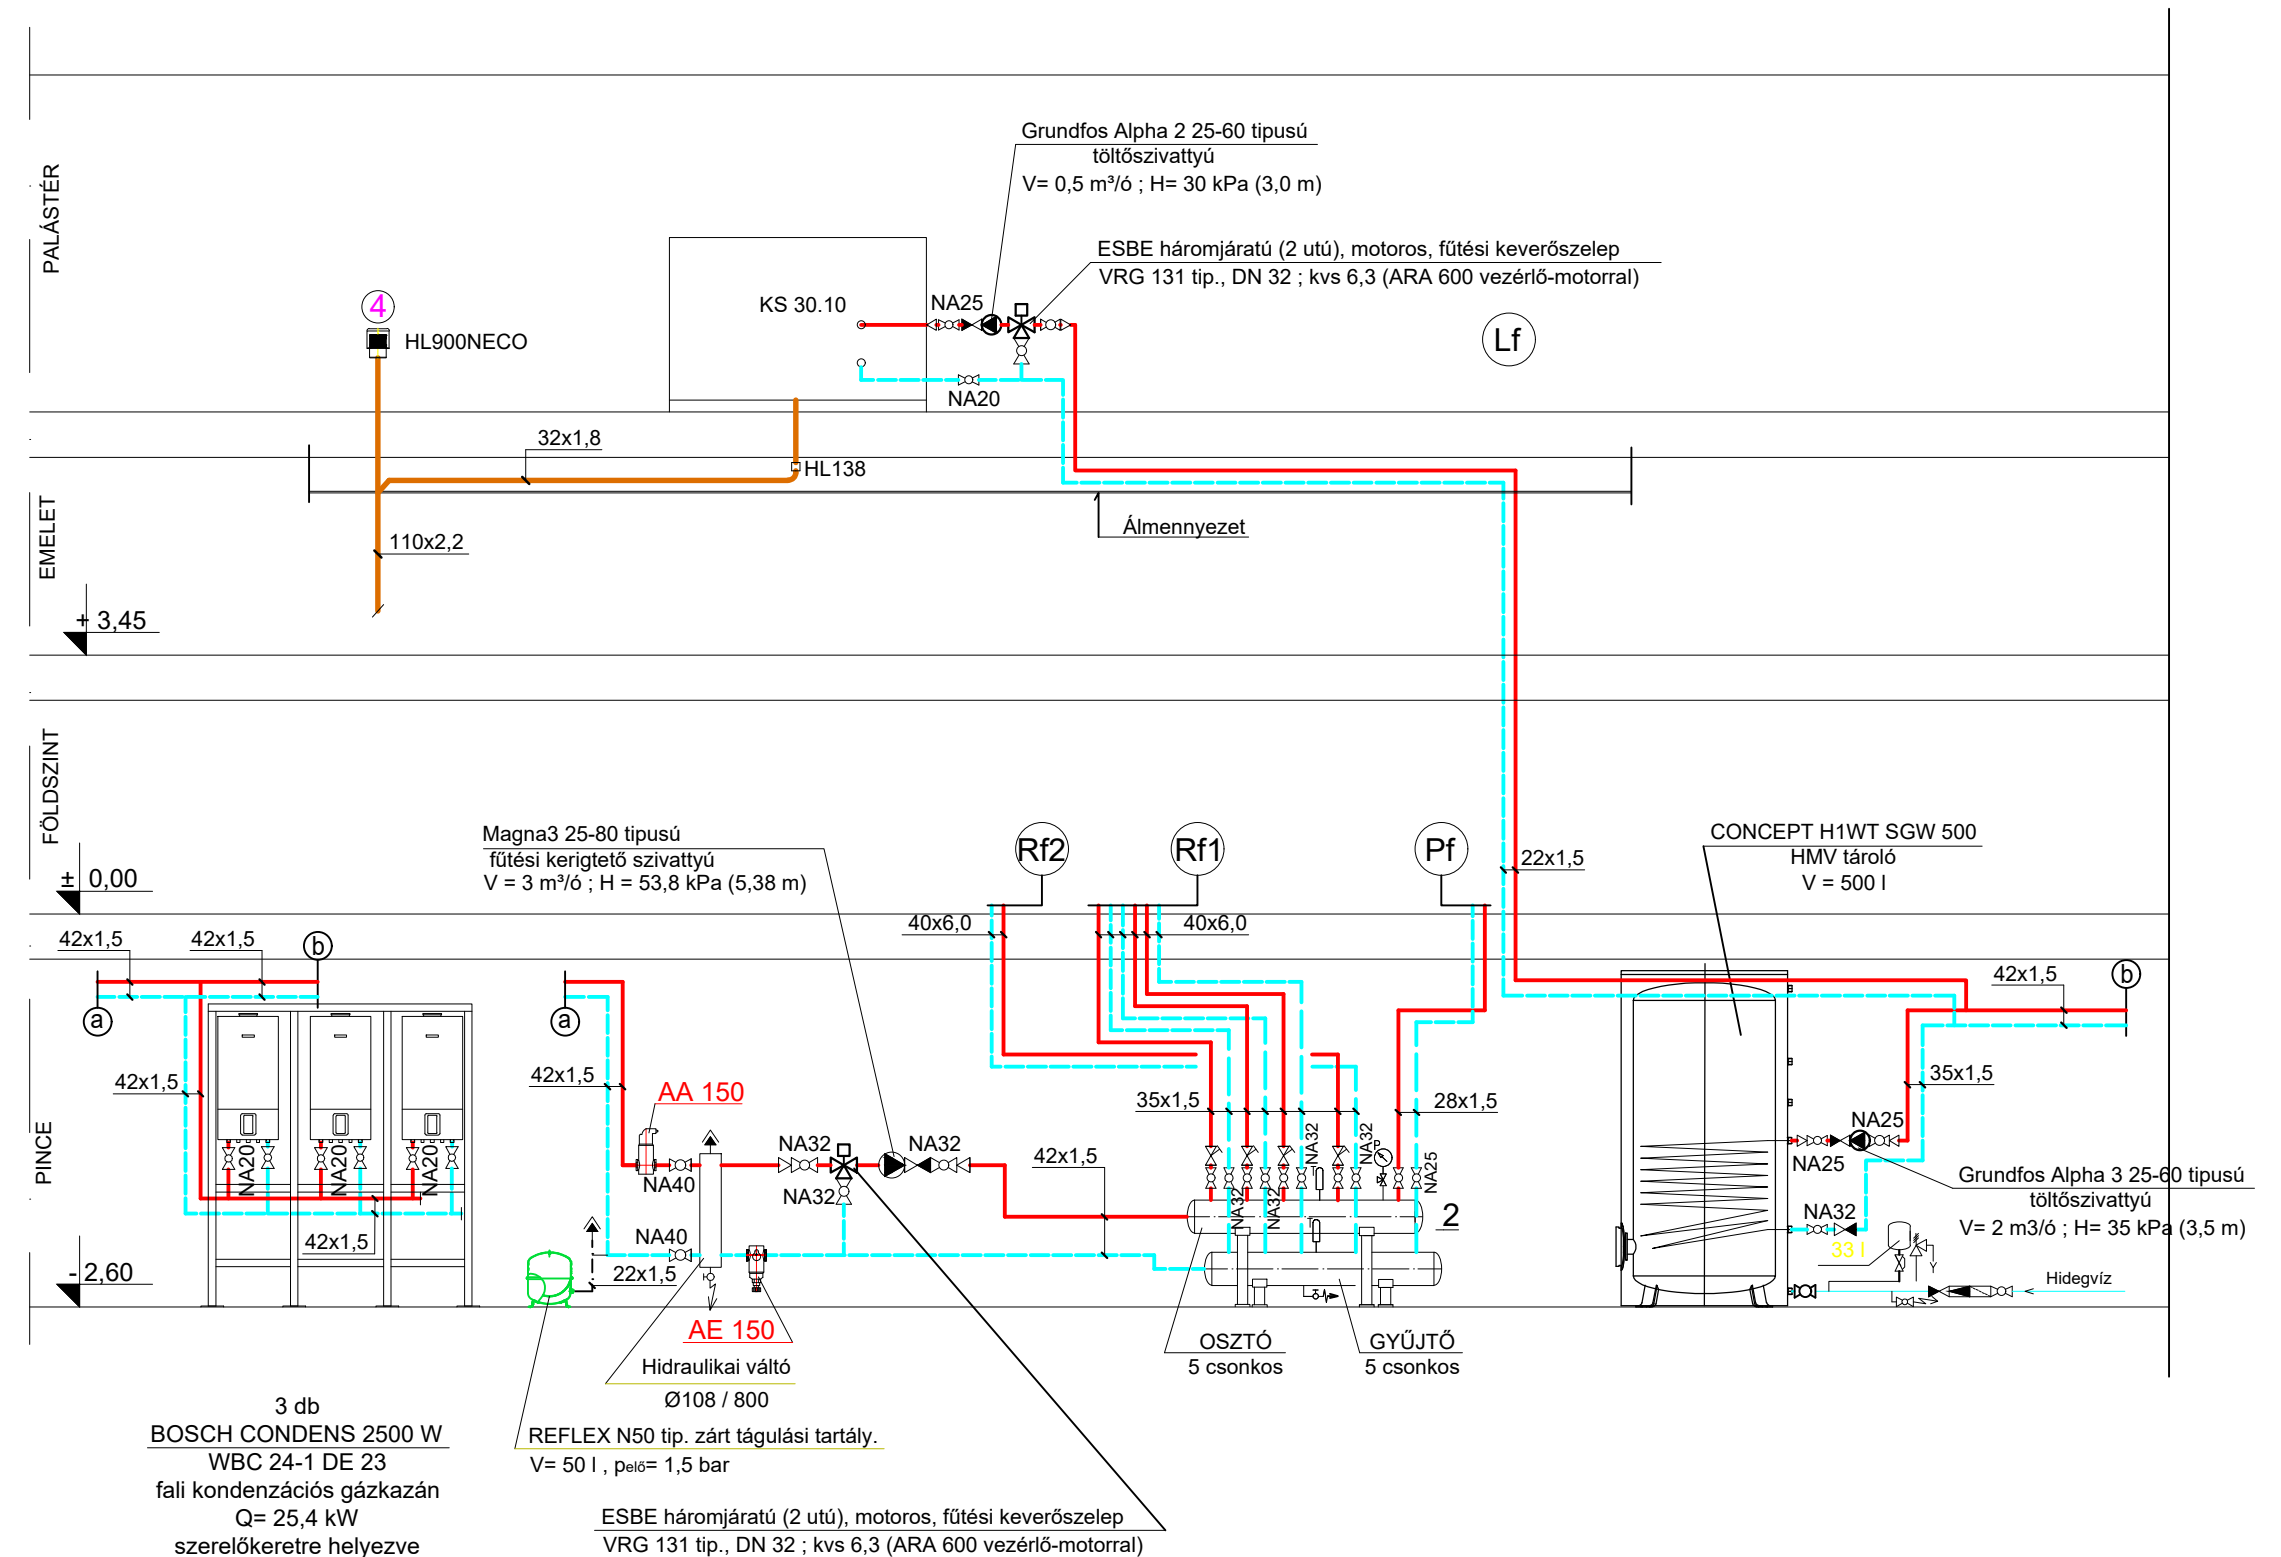 PALÁSTÉR
Grundfos Alpha 2 25-60 tipusú
töltőszivattyú
V= 0,5 m³/ó ; H= 30 kPa (3,0 m)
ESBE háromjáratú (2 utú), motoros, fűtési keverőszelep
VRG 131 tip., DN 32 ; kvs 6,3 (ARA 600 vezérlő-motorral)
KS 30.10
NA25
4
HL900NECO
Lf
NA20
32x1,8
HL138
EMELET
Álmennyezet
110x2,2
+ 3,45
FÖLDSZINT
Magna3 25-80 tipusú
fűtési kerigtető szivattyú
V = 3 m³/ó ; H = 53,8 kPa (5,38 m)
Rf2
Rf1
Pf
22x1,5
CONCEPT H1WT SGW 500
HMV tároló
V = 500 l
± 0,00
40x6,0
40x6,0
42x1,5
42x1,5
b
a
a
42x1,5
b
PINCE
42x1,5
42x1,5
AA 150
35x1,5
28x1,5
35x1,5
NA20
NA20
NA20
NA40
NA32
NA32
NA32
42x1,5
NA32
NA32
P
T
NA25
NA25
NA25
Grundfos Alpha 3 25-60 tipusú
töltőszivattyú
V= 2 m3/ó ; H= 35 kPa (3,5 m)
NA32
NA32
T
2
NA32
33 l
42x1,5
NA40
22x1,5
- 2,60
Hidegvíz
AE 150
OSZTÓ
5 csonkos
GYŰJTŐ
5 csonkos
Hidraulikai váltó
Ø108 / 800
3 db
BOSCH CONDENS 2500 W
WBC 24-1 DE 23
fali kondenzációs gázkazán
Q= 25,4 kW
szerelőkeretre helyezve
REFLEX N50 tip. zárt tágulási tartály.
V= 50 l , pelő= 1,5 bar
ESBE háromjáratú (2 utú), motoros, fűtési keverőszelep
VRG 131 tip., DN 32 ; kvs 6,3 (ARA 600 vezérlő-motorral)